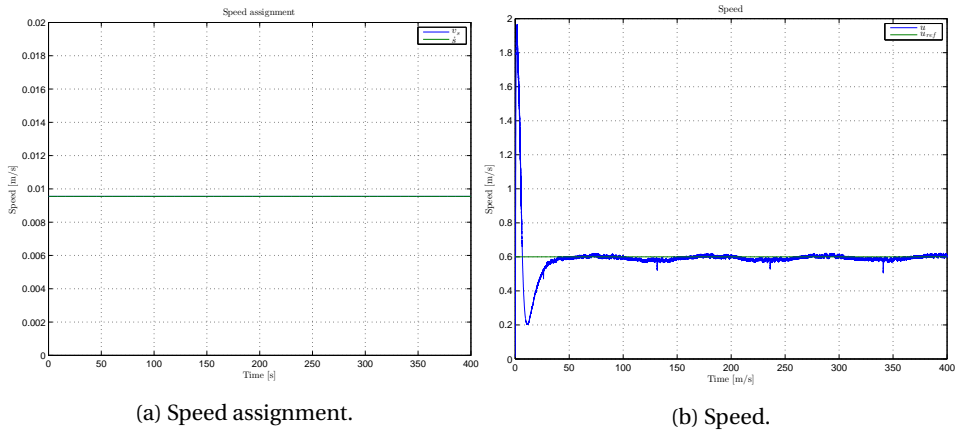 Speed assignment
0.02
0.018
0.016
0.014
0.012
0.01
0.008
0.006
0.004
0.002
0
Speed [m/s]
v_s
ṡ
0 50 100 150 200 250 300 350 400
Time [s]
(a) Speed assignment.
Speed
2
1.8
1.6
1.4
1.2
1
0.8
0.6
0.4
0.2
0
Speed [m/s]
u
u_ref
0 50 100 150 200 250 300 350 400
Time [m/s]
(b) Speed.